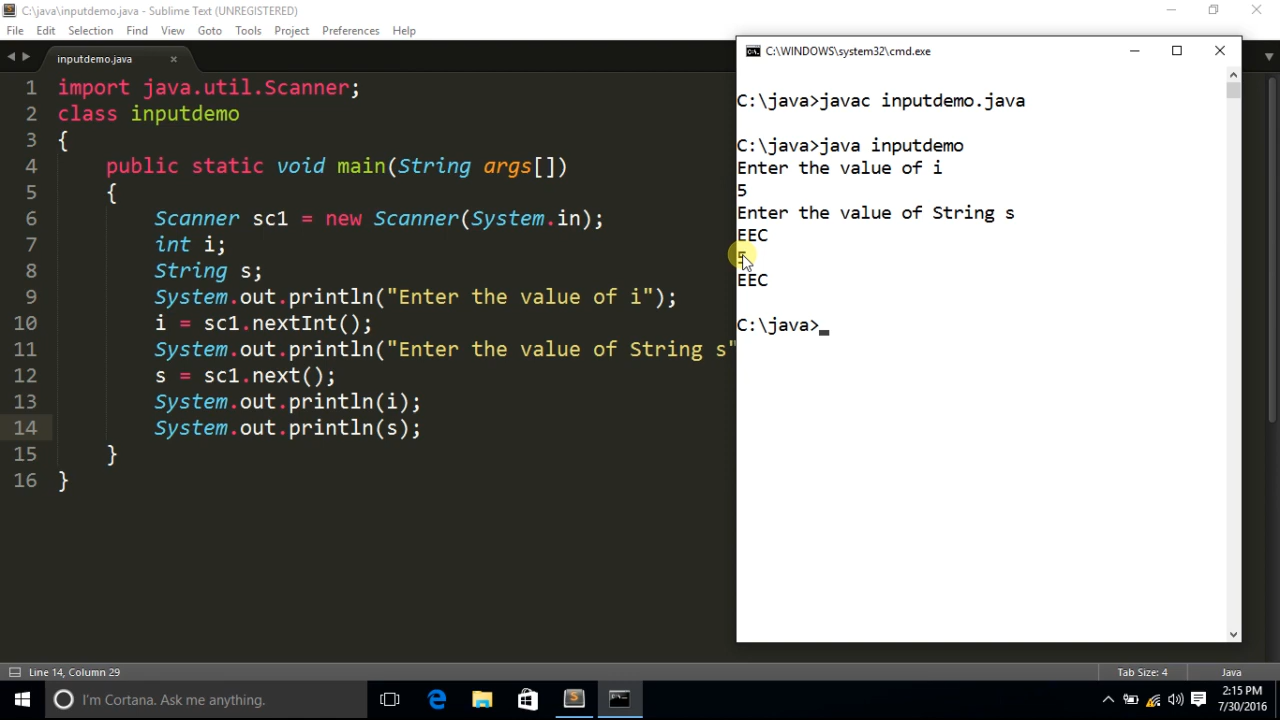 C:\java\inputdemo.java - Sublime Text (UNREGISTERED)
File Edit Selection Find View Goto Tools Project Preferences Help
inputdemo.java ×
1 import java.util.Scanner;
2 class inputdemo
3 {
4 public static void main(String args[])
5 {
6 Scanner sc1 = new Scanner(System.in);
7 int i;
8 String s;
9 System.out.println("Enter the value of i");
10 i = sc1.nextInt();
11 System.out.println("Enter the value of String s"
12 s = sc1.next();
13 System.out.println(i);
14 System.out.println(s);
15 }
16 }
C:\WINDOWS\system32\cmd.exe
C:\java>javac inputdemo.java
C:\java>java inputdemo
Enter the value of i
5
Enter the value of String s
EEC
5
EEC
C:\java>
Line 14, Column 29
Tab Size: 4
Java
I'm Cortana. Ask me anything.
2:15 PM
7/30/2016